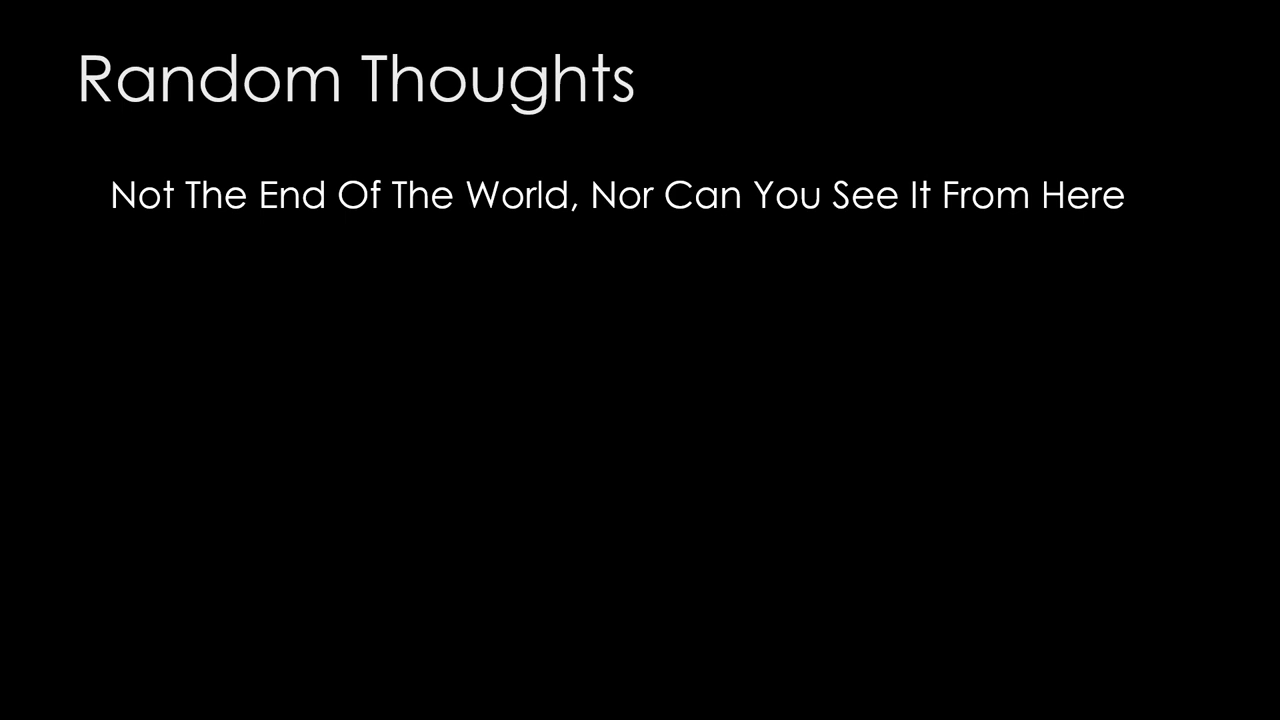 Random Thoughts
Not The End Of The World, Nor Can You See It From Here